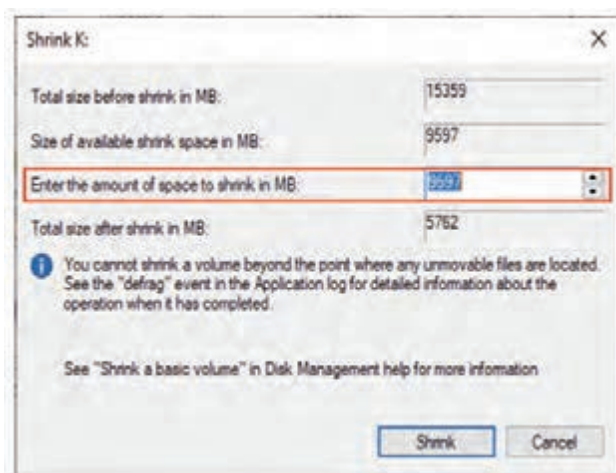 Shrink K:
Total size before shrink in MB: 15359
Size of available shrink space in MB: 9597
Enter the amount of space to shrink in MB: 9597
Total size after shrink in MB: 5762
You cannot shrink a volume beyond the point where any unmovable files are located.
See the "defrag" event in the Application log for detailed information about the
operation when it has completed.
See "Shrink a basic volume" in Disk Management help for more information
Shrink Cancel